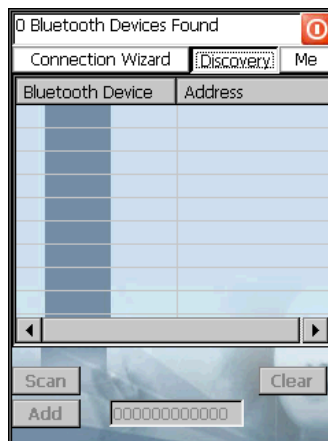 0 Bluetooth Devices Found
Connection Wizard Discovery Me
Bluetooth Device Address
Scan Clear
Add 000000000000